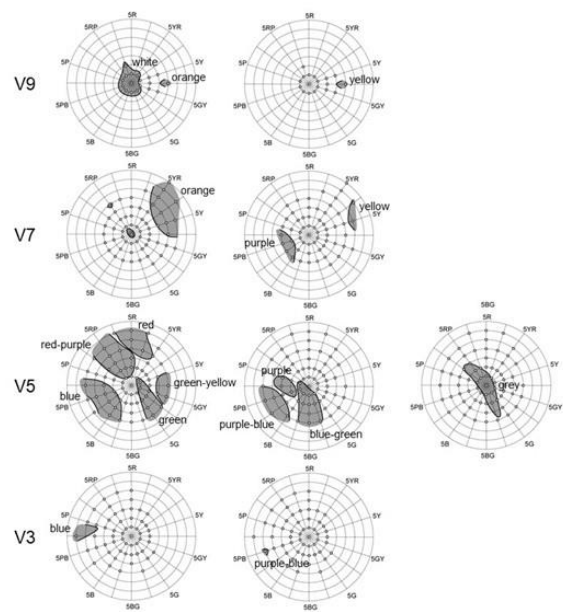 5R 5R
5RP 5YR 5RP 5YR
white
5P 5Y 5P 5Y
orange yellow
V9
5PB 5GY 5PB 5GY
5B 5G 5B 5G
5BG 5BG
5R 5R
5RP 5YR 5RP 5YR
orange
5P 5Y 5P 5Y
yellow
V7
purple
5PB 5GY 5PB 5GY
5B 5G 5B 5G
5BG 5BG
5BG
5R 5R
red
5RP 5YR 5RP 5YR 5RP 5YR
red-purple
5P 5Y 5P 5Y 5P 5Y
purple
green-yellow
V5
grey
blue
5PB 5GY 5PB 5GY 5PB 5GY
green
purple-blue
blue-green
5B 5G 5B 5G 5B 5G
5BG 5BG 5BG
5R 5R
5RP 5YR 5RP 5YR
5P 5Y 5P 5Y
blue
V3
5PB 5GY 5PB 5GY
purple-blue
5B 5G 5B 5G
5BG 5BG